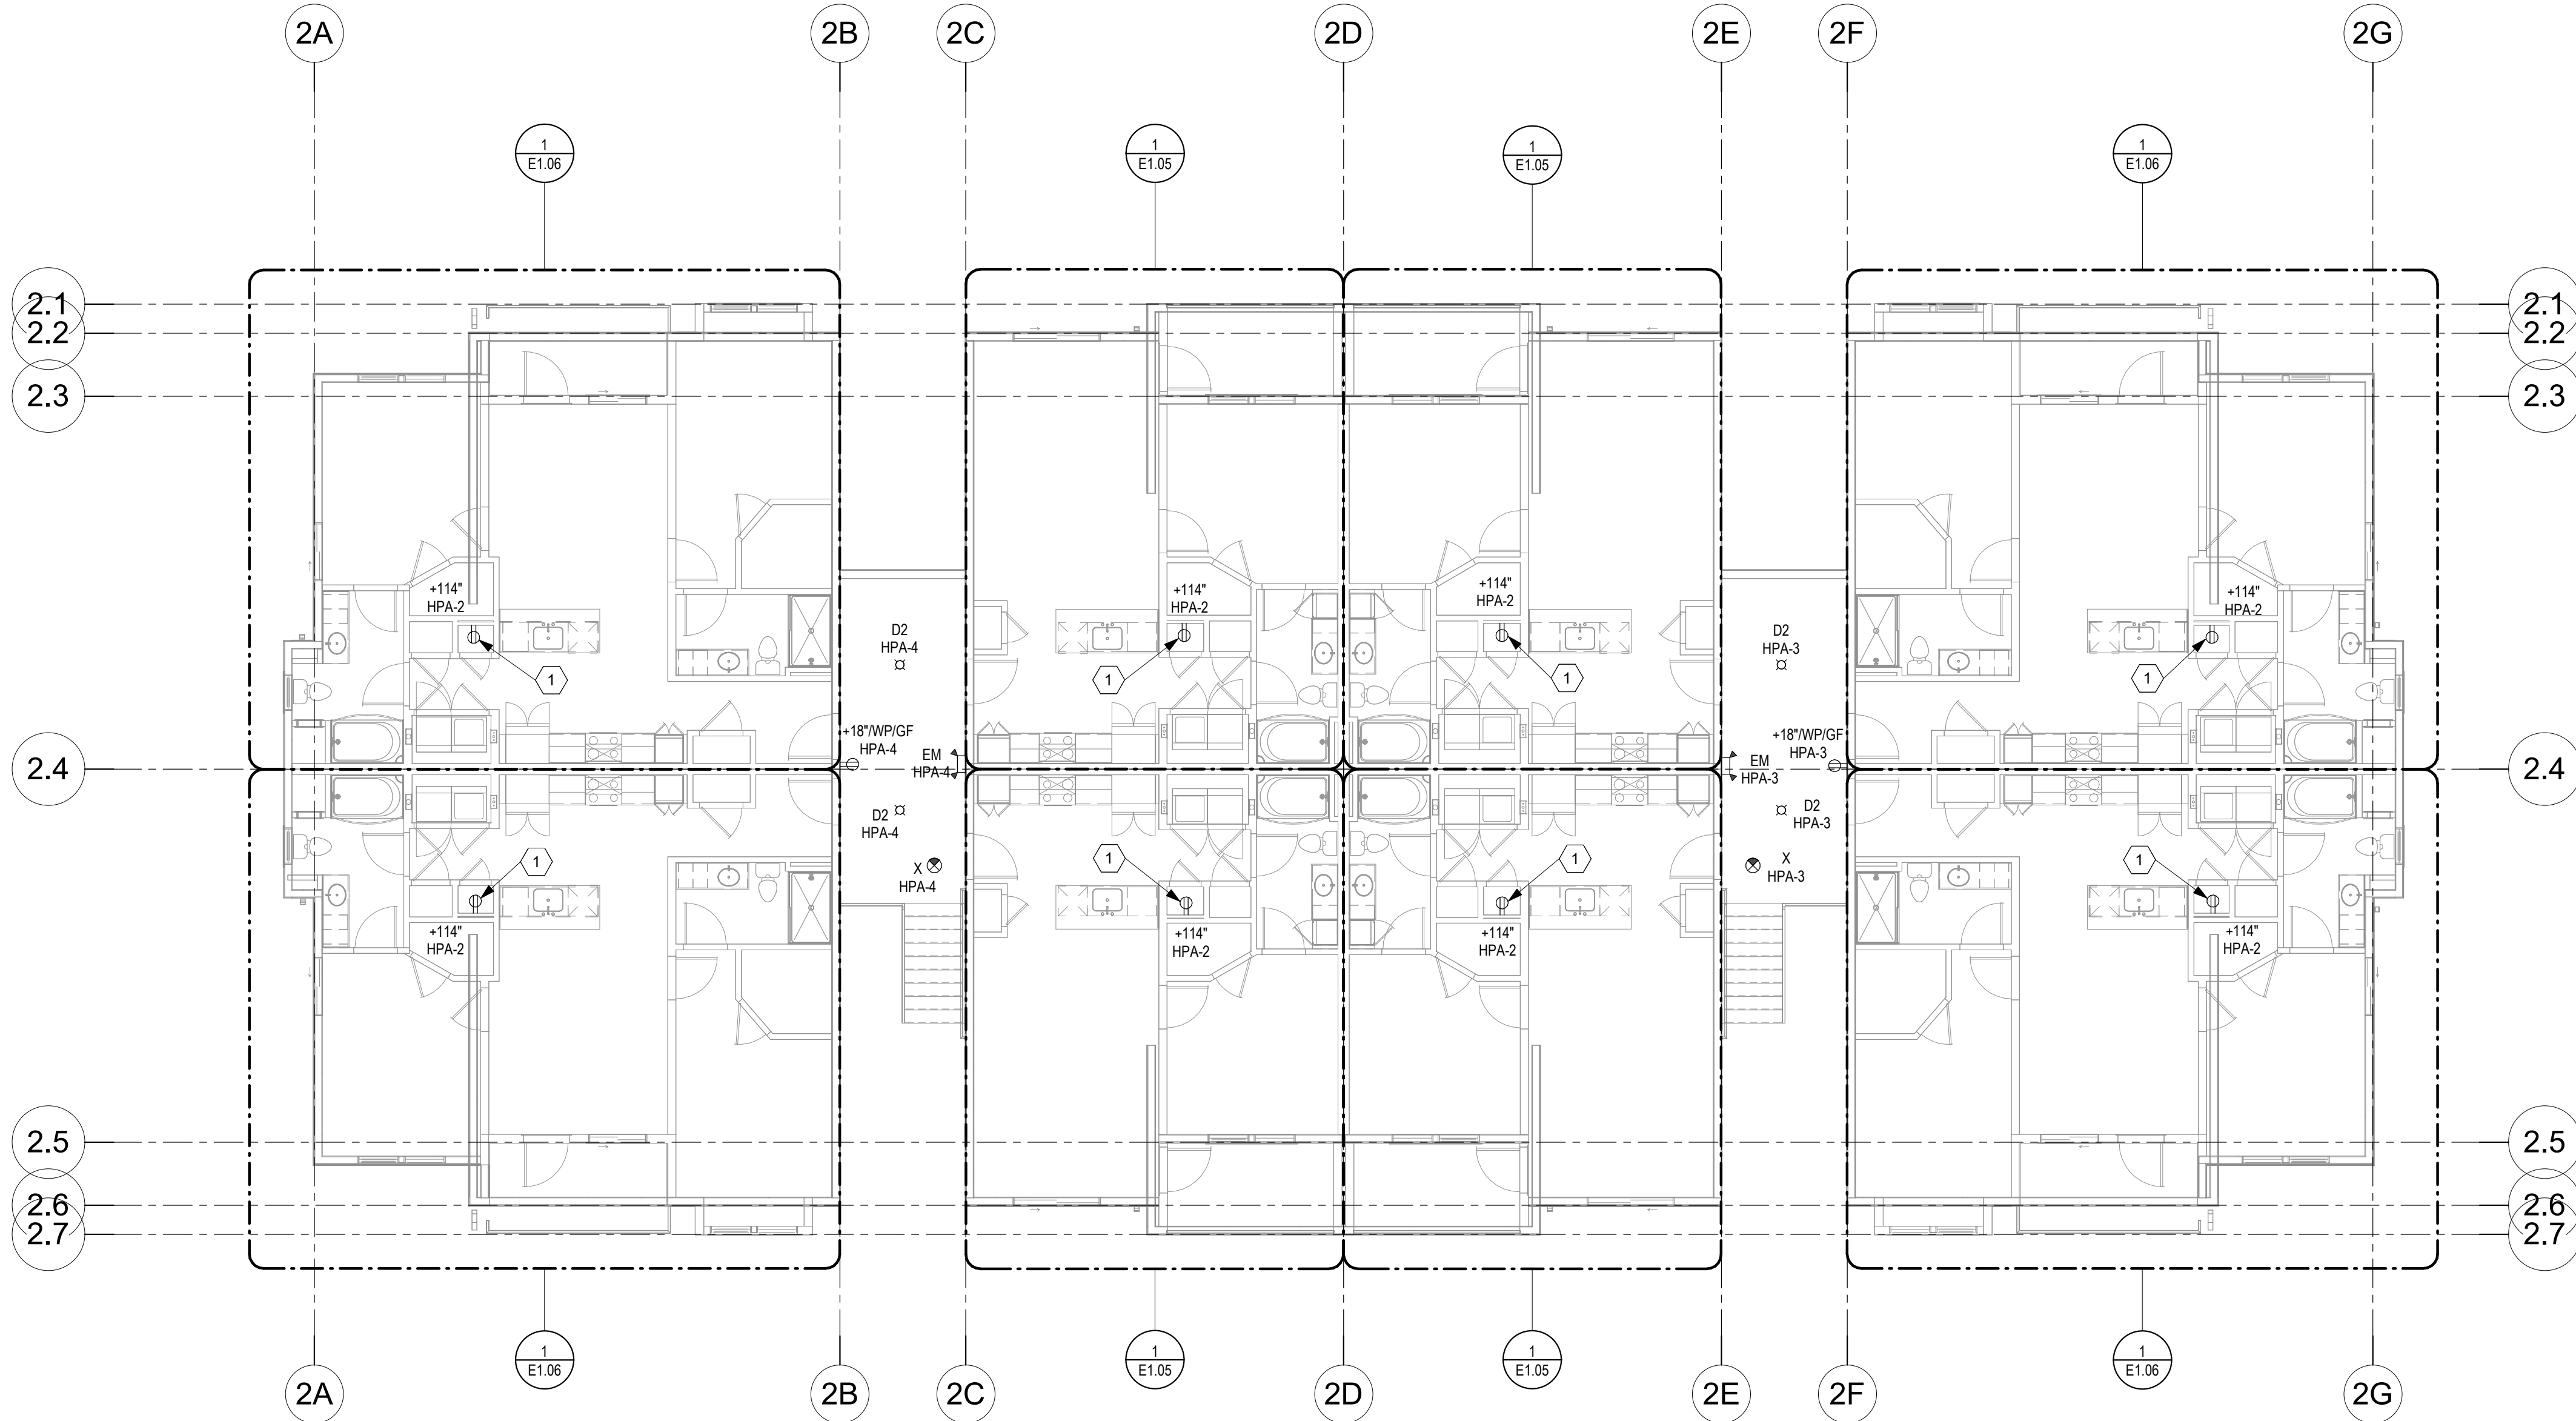 2A 2B 2C 2D 2E 2F 2G
1
E1.06
1
E1.05
1
E1.05
1
E1.06
2.1 2.1
2.2 2.2
2.3 2.3
+114"
HPA-2
+114"
HPA-2
+114"
HPA-2
+114"
HPA-2
D2
HPA-4
D2
HPA-3
1
1
1
1
+18"/WP/GF
HPA-4
EM
HPA-4
+18"/WP/GF
HPA-3
EM
HPA-3
2.4 2.4
D2
HPA-4
D2
HPA-3
1
1
1
1
X
HPA-4
X
HPA-3
+114"
HPA-2
+114"
HPA-2
+114"
HPA-2
+114"
HPA-2
2.5 2.5
2.6 2.6
2.7 2.7
1
E1.06
1
E1.05
1
E1.05
1
E1.06
2A 2B 2C 2D 2E 2F 2G